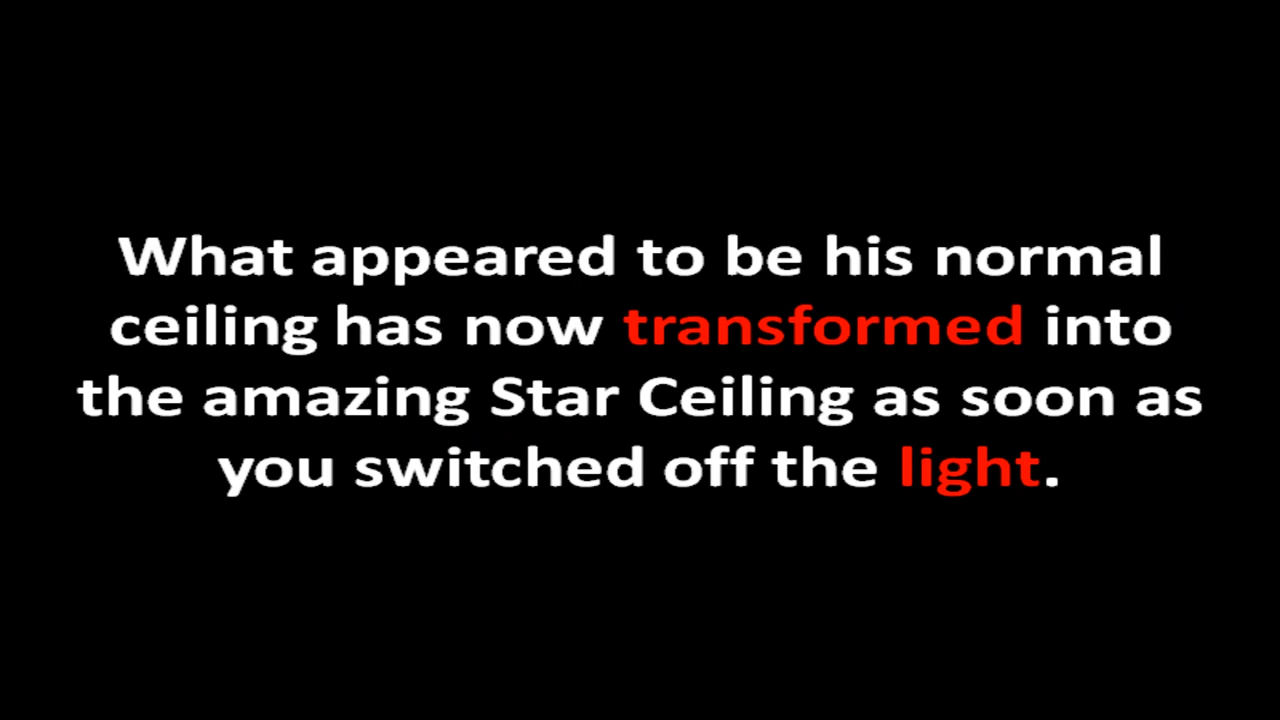 What appeared to be his normal
ceiling has now transformed into
the amazing Star Ceiling as soon as
you switched off the light.